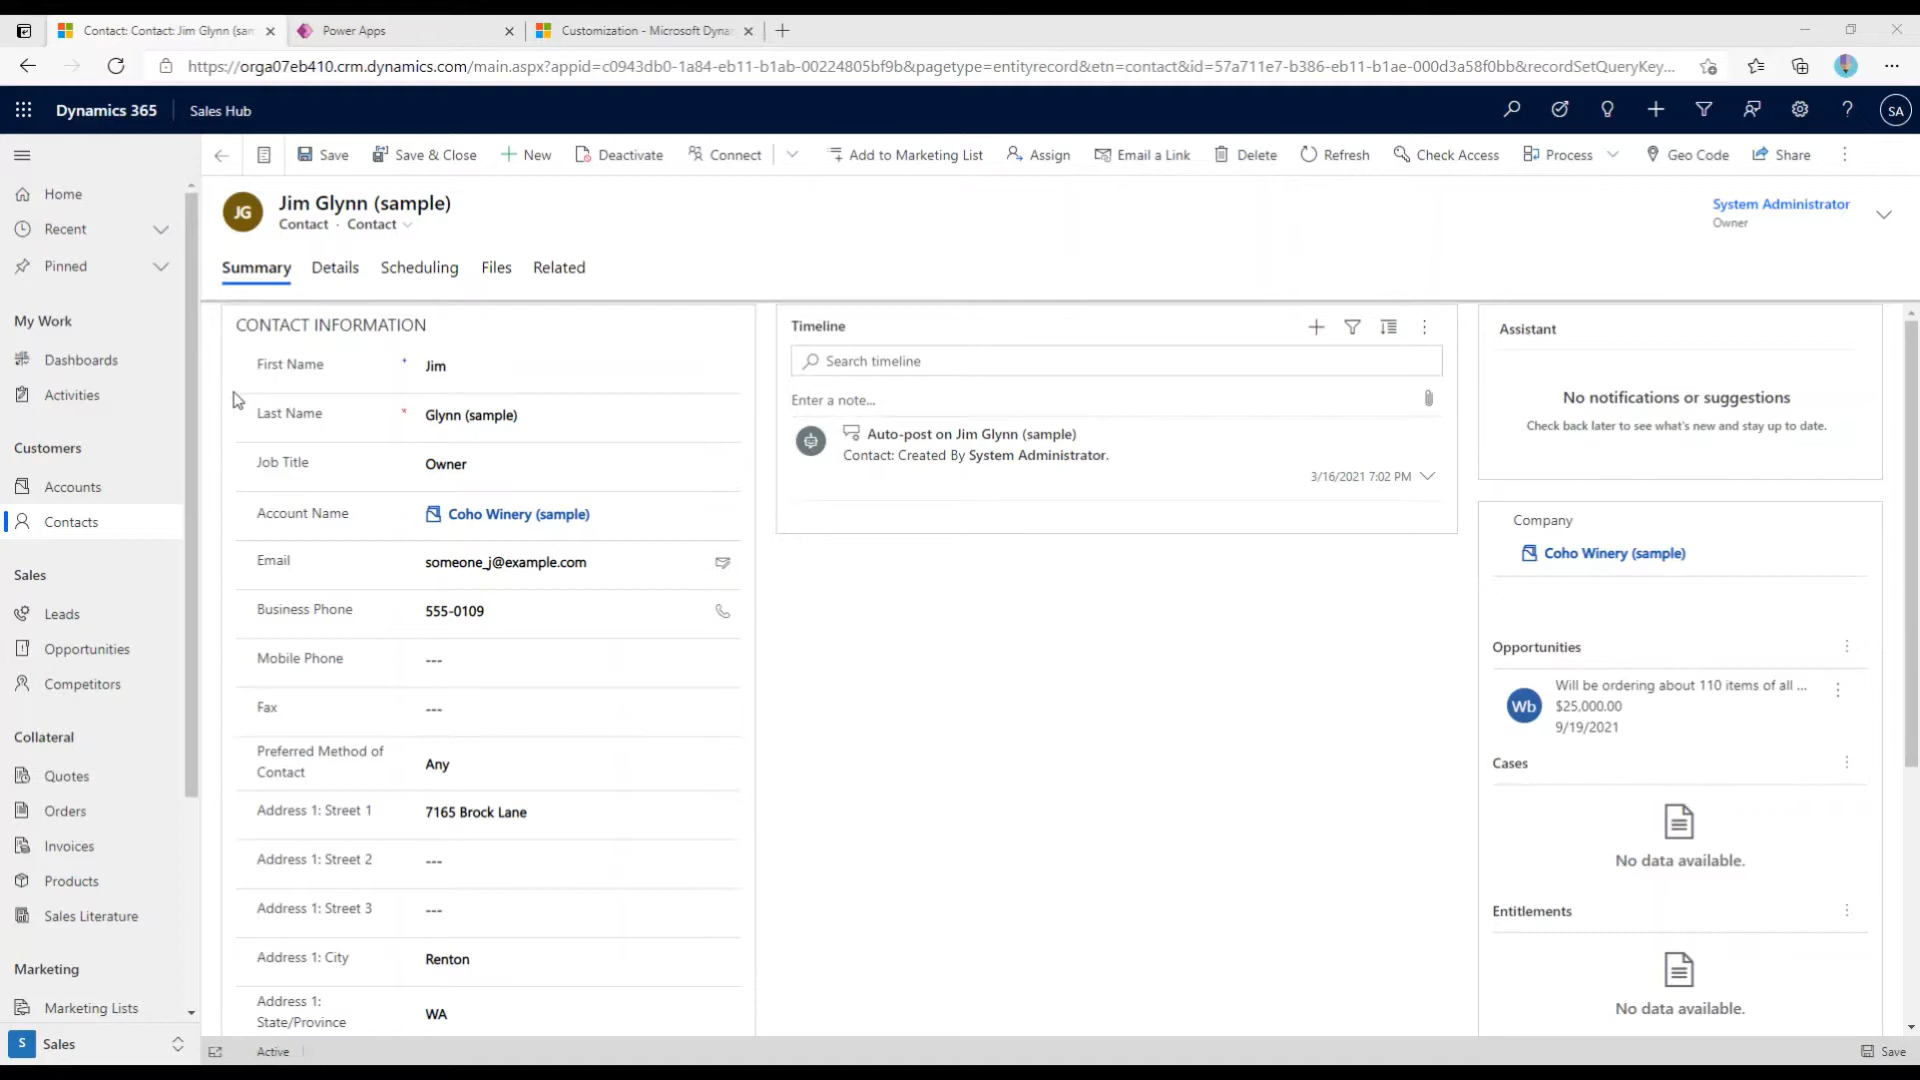 Contact: Contact: Jim Glynn (sam
Power Apps
Customization - Microsoft Dyna
https://orga07eb410.crm.dynamics.com/main.aspx?appid=c0943db0-1a84-eb11-b1ab-00224805bf9b&pagetype=entityrecord&etn=contact&id=57a711e7-b386-eb11-b1ae-000d3a58f0bb&recordSetQueryKey...
Dynamics 365
Sales Hub
SA
Save
Save & Close
New
Deactivate
Connect
Add to Marketing List
Assign
Email a Link
Delete
Refresh
Check Access
Process
Geo Code
Share
Home
Recent
Pinned
My Work
Dashboards
Activities
Customers
Accounts
Contacts
Sales
Leads
Opportunities
Competitors
Collateral
Quotes
Orders
Invoices
Products
Sales Literature
Marketing
Marketing Lists
S Sales
JG
Jim Glynn (sample)
Contact · Contact
System Administrator
Owner
Summary
Details
Scheduling
Files
Related
CONTACT INFORMATION
First Name * Jim
Last Name * Glynn (sample)
Job Title Owner
Account Name Coho Winery (sample)
Email someone_j@example.com
Business Phone 555-0109
Mobile Phone ---
Fax ---
Preferred Method of
Contact
Any
Address 1: Street 1 7165 Brock Lane
Address 1: Street 2 ---
Address 1: Street 3 ---
Address 1: City Renton
Address 1:
State/Province
WA
Timeline
Search timeline
Enter a note...
Auto-post on Jim Glynn (sample)
Contact: Created By System Administrator.
3/16/2021 7:02 PM
Assistant
No notifications or suggestions
Check back later to see what's new and stay up to date.
Company
Coho Winery (sample)
Opportunities
Wb
Will be ordering about 110 items of all ...
$25,000.00
9/19/2021
Cases
No data available.
Entitlements
No data available.
Active
Save